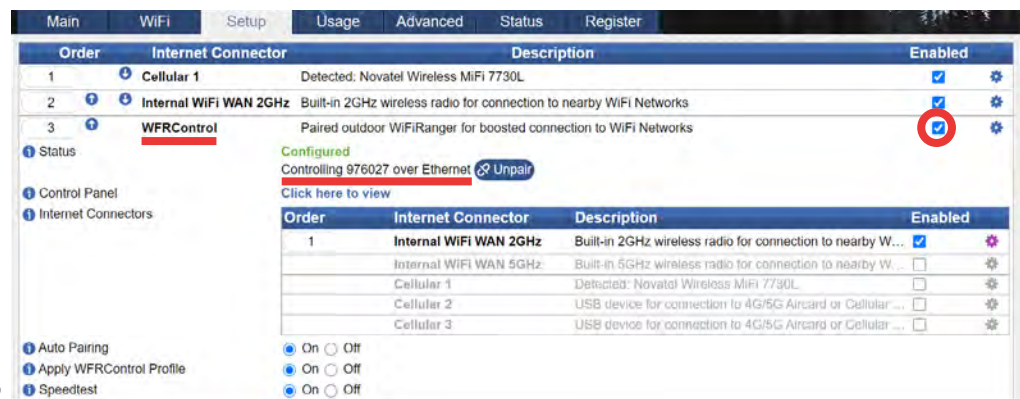 Main WiFi Setup Usage Advanced Status Register
Order Internet Connector Description Enabled
1 Cellular 1 Detected: Novatel Wireless MiFi 7730L
2 Internal WiFi WAN 2GHz Built-in 2GHz wireless radio for connection to nearby WiFi Networks
3 WFRControl Paired outdoor WiFiRanger for boosted connection to WiFi Networks
Status Configured
Controlling 976027 over Ethernet Unpair
Control Panel Click here to view
Internet Connectors Order Internet Connector Description Enabled
1 Internal WiFi WAN 2GHz Built-in 2GHz wireless radio for connection to nearby W...
Internal WiFi WAN 5GHz Built-in 5GHz wireless radio for connection to nearby W...
Cellular 1 Detected: Novatel Wireless MiFi 7730L
Cellular 2 USB device for connection to 4G/5G Aircard or Cellular ...
Cellular 3 USB device for connection to 4G/5G Aircard or Cellular ...
Auto Pairing On Off
Apply WFRControl Profile On Off
Speedtest On Off